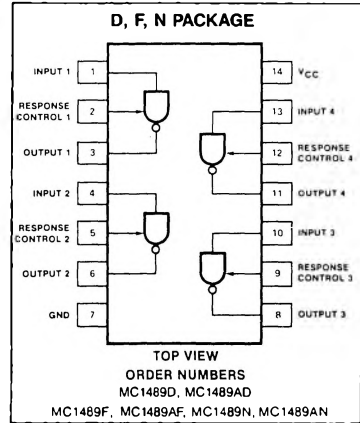 D, F, N PACKAGE
INPUT 1 1
RESPONSE CONTROL 1 2
OUTPUT 1 3
INPUT 2 4
RESPONSE CONTROL 2 5
OUTPUT 2 6
GND 7
14 VCC
13 INPUT 4
12 RESPONSE CONTROL 4
11 OUTPUT 4
10 INPUT 3
9 RESPONSE CONTROL 3
8 OUTPUT 3
TOP VIEW
ORDER NUMBERS
MC1489D, MC1489AD
MC1489F, MC1489AF, MC1489N, MC1489AN